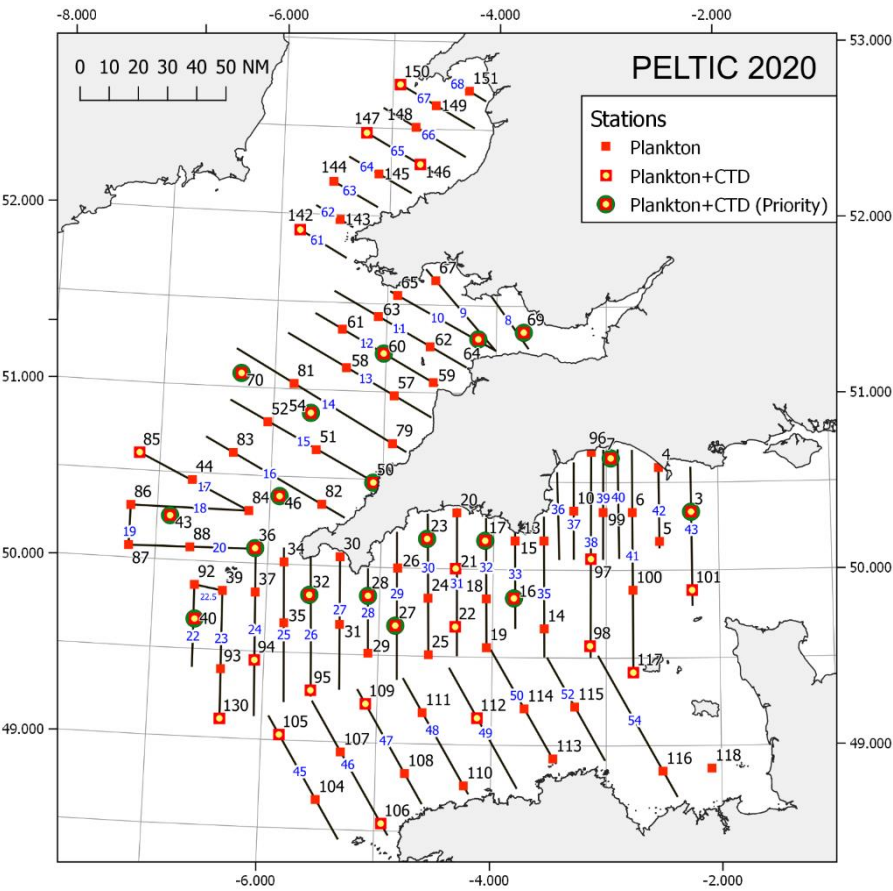 -8.000 -6.000 -4.000 -2.000
53.000
PELTIC 2020
0 10 20 30 40 50 NM
Stations
Plankton
Plankton+CTD
Plankton+CTD (Priority)
150 68 151
67 149
148
147 66
65
144 64 145 146
63
52.000 52.000
142 62 143
61
67
65
63 10 9 8 69
61 11
12 60 62 64
58
51.000 70 81 13 59 51.000
57
54 14
52 79
83 15 51
85 96 7 4
44 16 50
17 82
86 84 46 20 10 39 40 6 3
18 36 42
43 23 17 13 37 99 5 43
19 88 36 30 15
50.000 87 20 34 38 41 50.000
26 30 21 32 33 97
92 39 37 32 28 31 100 101
22.5 29 24 18 16 35
40 35 27 28 27 22 14
22 23 24 25 26 31 19 98
94 29 25
93 117
95 109 50 52
111 112 114 115
49.000 130 54 49.000
105 48 49
107 47 113
45 46 108 116 118
104 110
106
-6.000 -4.000 -2.000